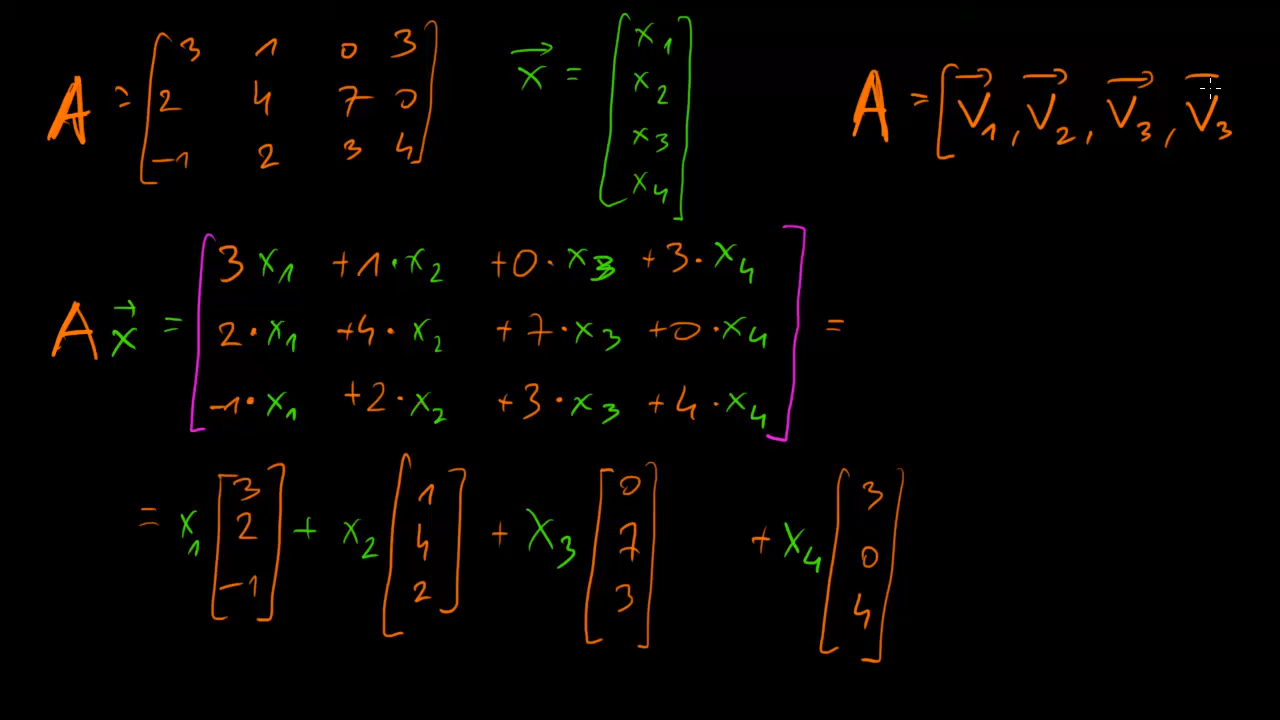 A = [3 1 0 3
2 4 7 0
-1 2 3 4]
x⃗ = [x₁
x₂
x₃
x₄]
A = [v⃗₁, v⃗₂, v⃗₃, v̅₃
A x⃗ = [3 x₁ +1·x₂ +0·x₃ +3·x₄
2·x₁ +4·x₂ +7·x₃ +0·x₄
-1·x₁ +2·x₂ +3·x₃ +4·x₄] =
= x₁ [3 2 -1] + x₂ [1 4 2] + x₃ [0 7 3] + x₄ [3 0 4]